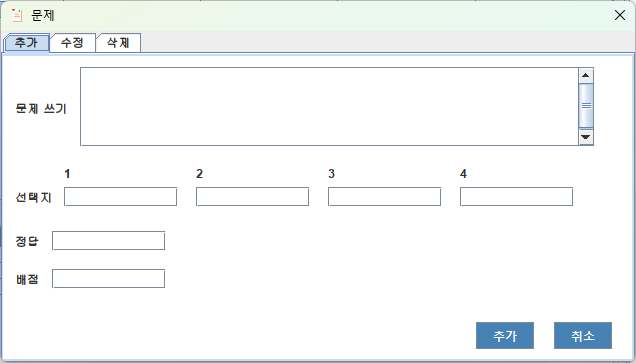 문제
추가 수정 삭제
문제 쓰기
1 2 3 4
선택지
정답
배점
추가 취소